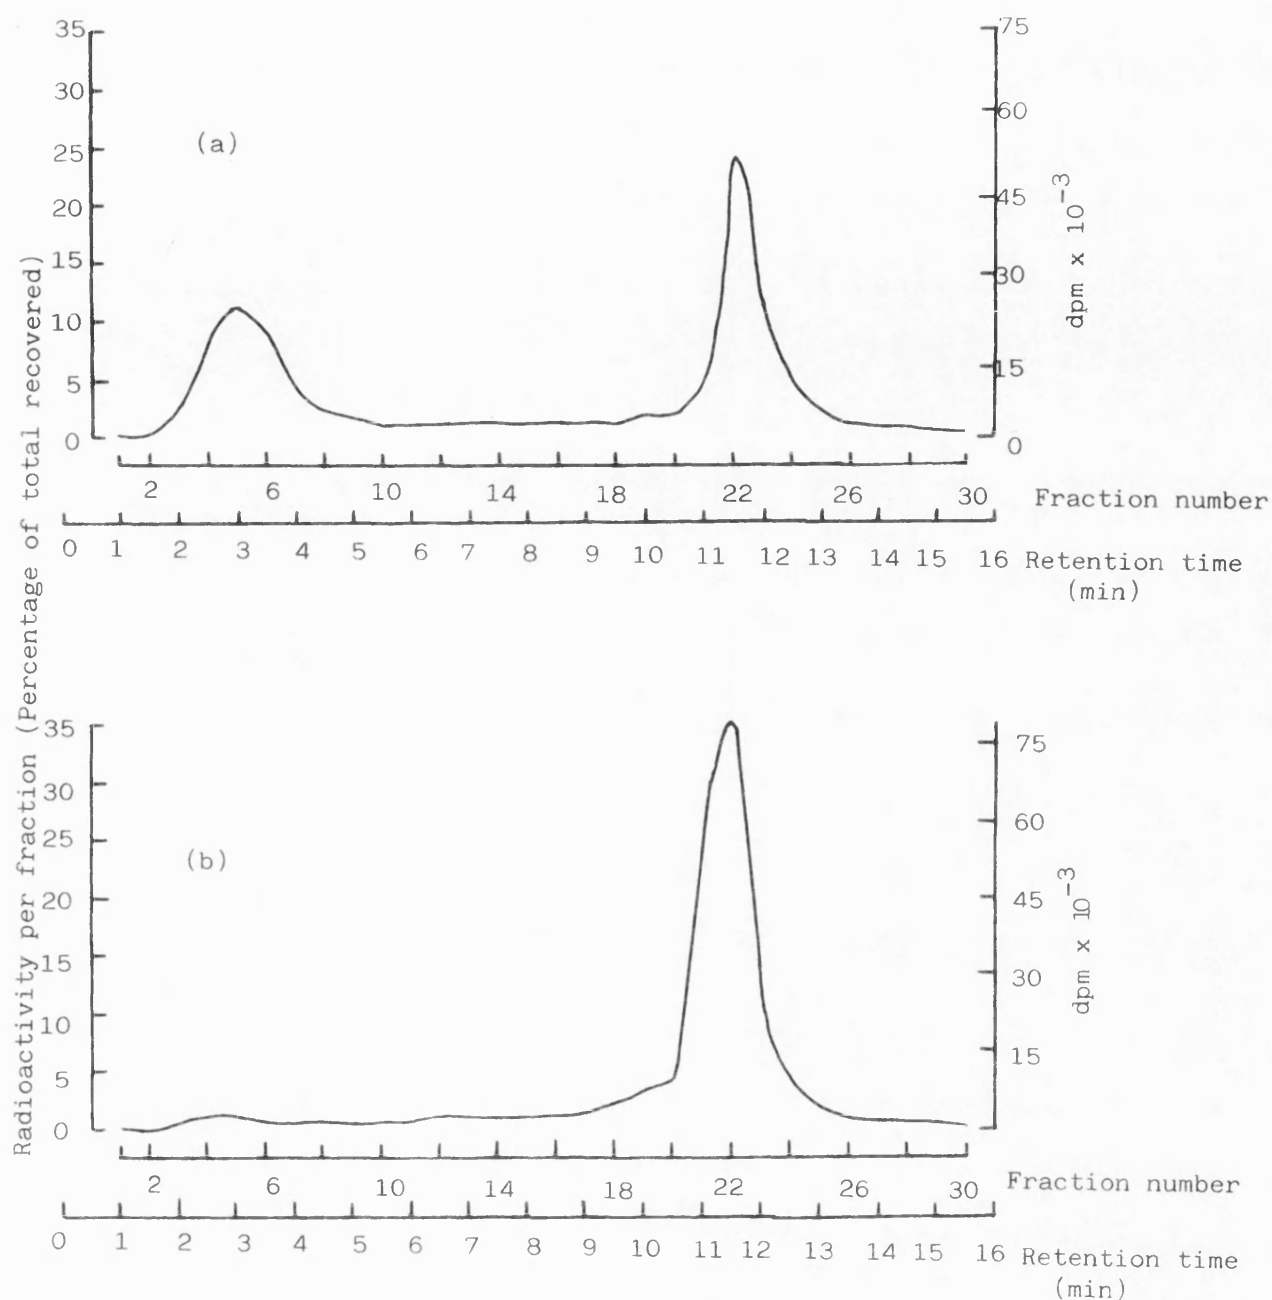 Radioactivity per fraction (Percentage of total recovered)
(a)
35
30
25
20
15
10
5
0
75
60
45
30
15
0
dpm x 10-3
2 6 10 14 18 22 26 30 Fraction number
0 1 2 3 4 5 6 7 8 9 10 11 12 13 14 15 16 Retention time
(min)
(b)
35
30
25
20
15
10
5
0
75
60
45
30
15
dpm x 10-3
2 6 10 14 18 22 26 30 Fraction number
0 1 2 3 4 5 6 7 8 9 10 11 12 13 14 15 16 Retention time
(min)